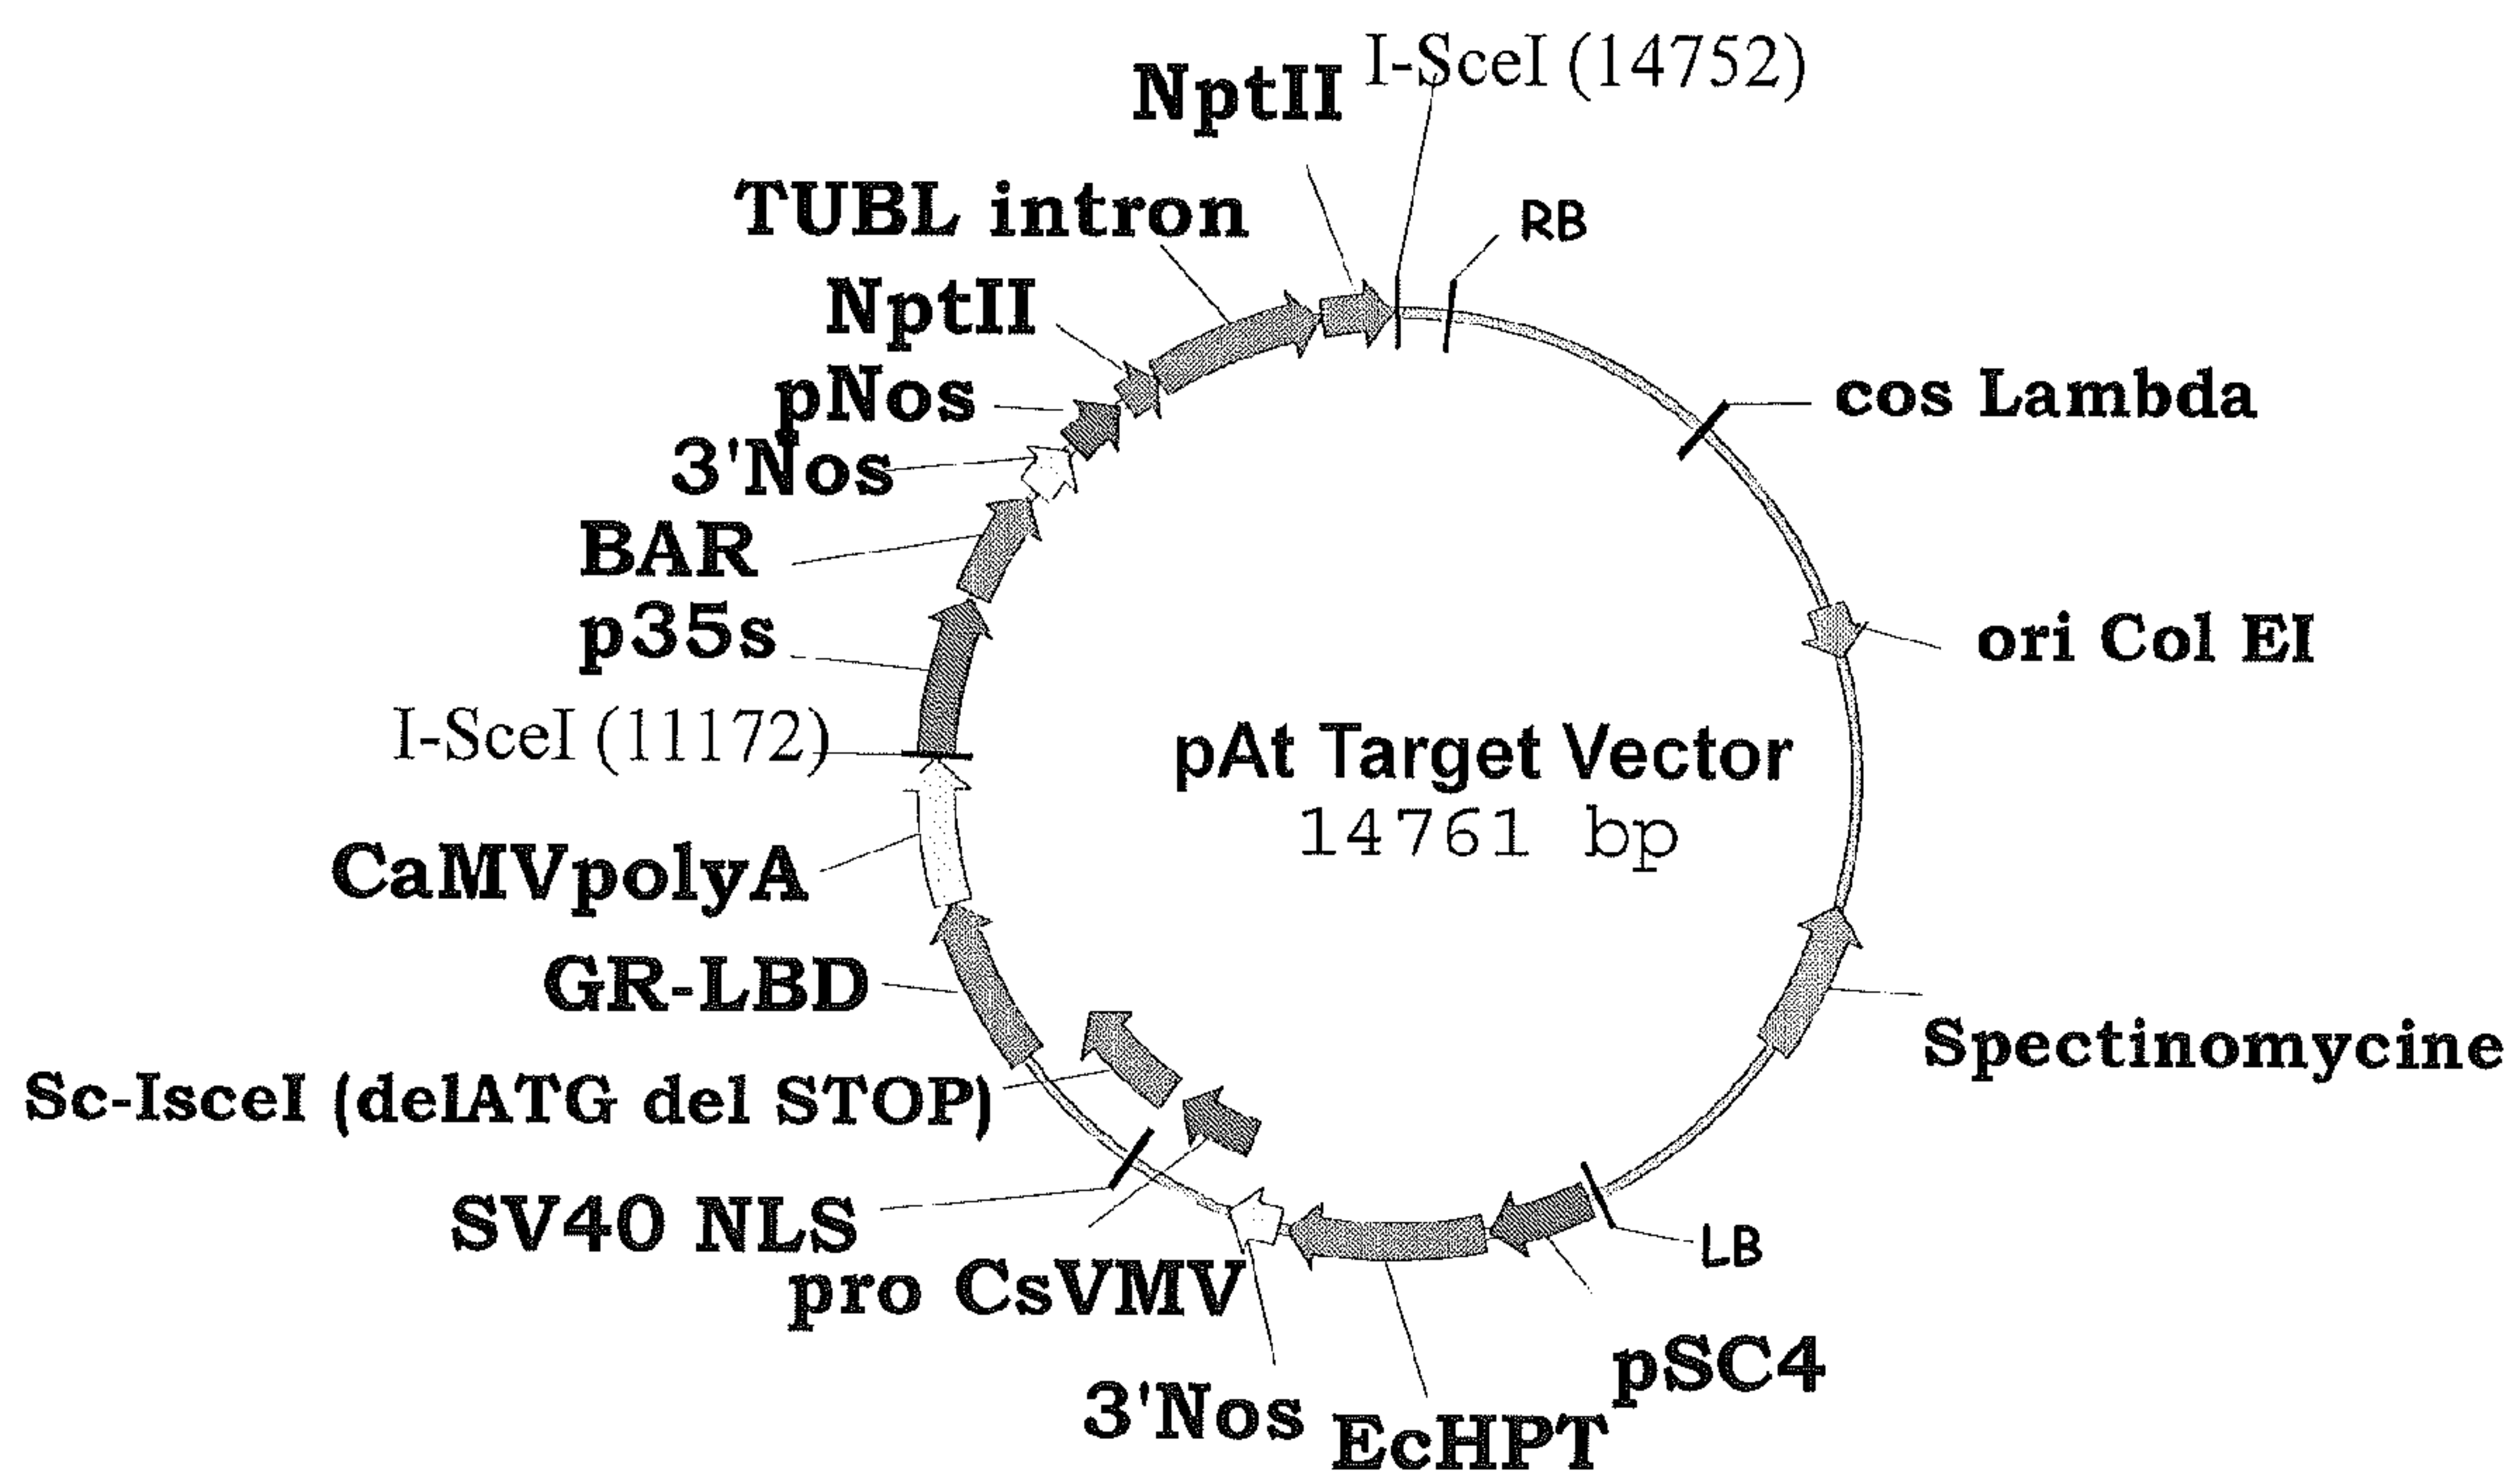 I-SceI (14752)
NptII
TUBL intron
RB
NptII
pNos
cos Lambda
3'Nos
BAR
p35s
ori Col EI
I-SceI (11172)
pAt Target Vector
14761 bp
CaMVpolyA
GR-LBD
Spectinomycine
Sc-IsceI (delATG del STOP)
SV40 NLS
LB
pro CsVMV
pSC4
3'Nos
EcHPT